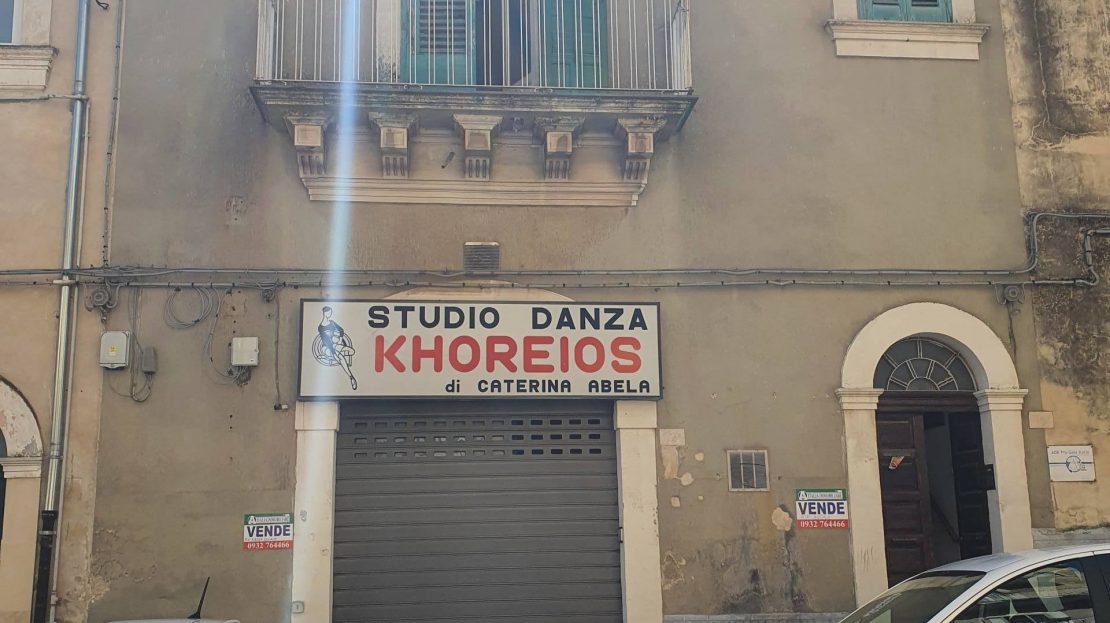 STUDIO DANZA
KHOREIOS
di CATERINA ABELA
VENDE
0932 764466
VENDE
0932 764466